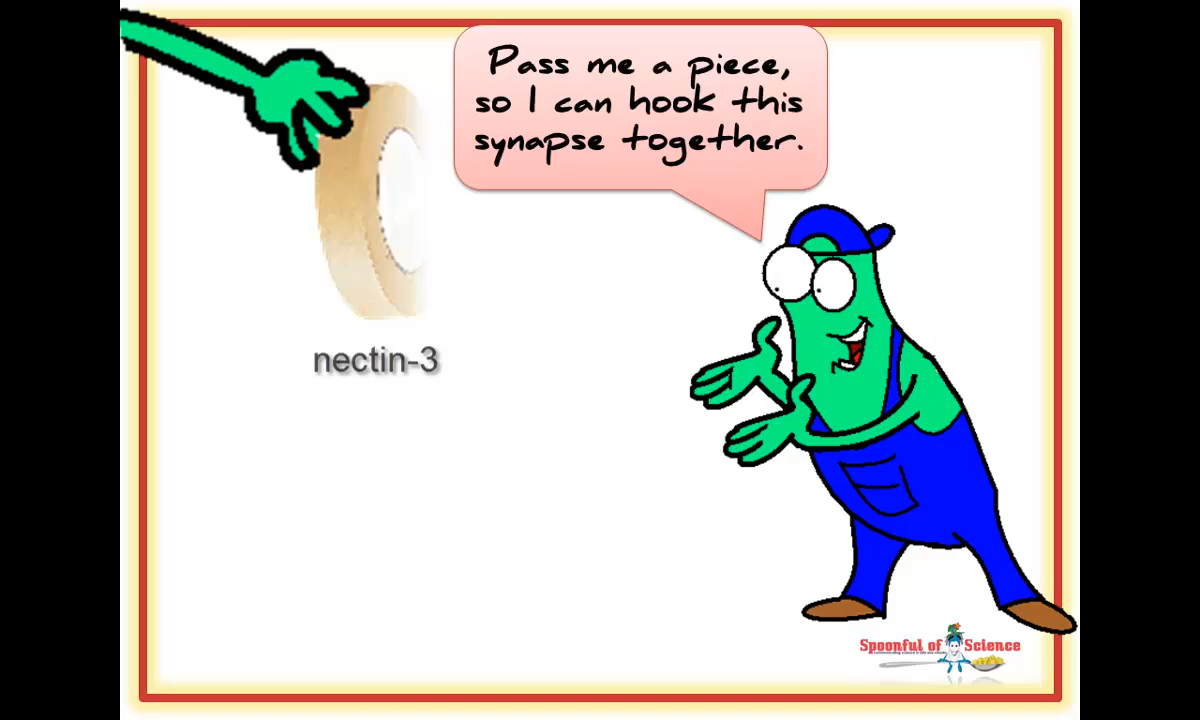 Pass me a piece,
so I can hook this
synapse together.
nectin-3
Spoonful of Science